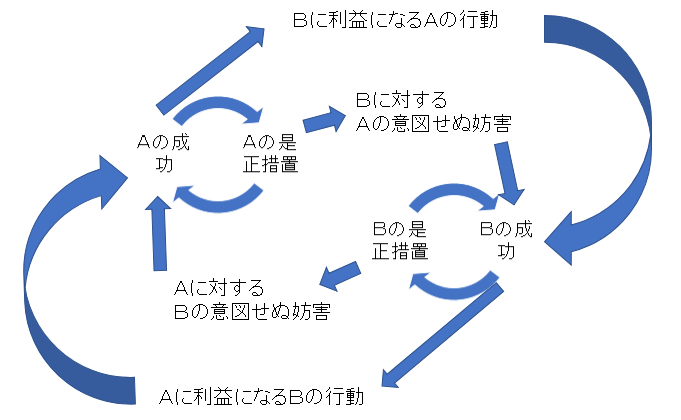 Bに利益になるAの行動
Bに対する
Aの意図せぬ妨害
Aの成
功
Aの是
正措置
Bの是
正措置
Bの成
功
Aに対する
Bの意図せぬ妨害
Aに利益になるBの行動